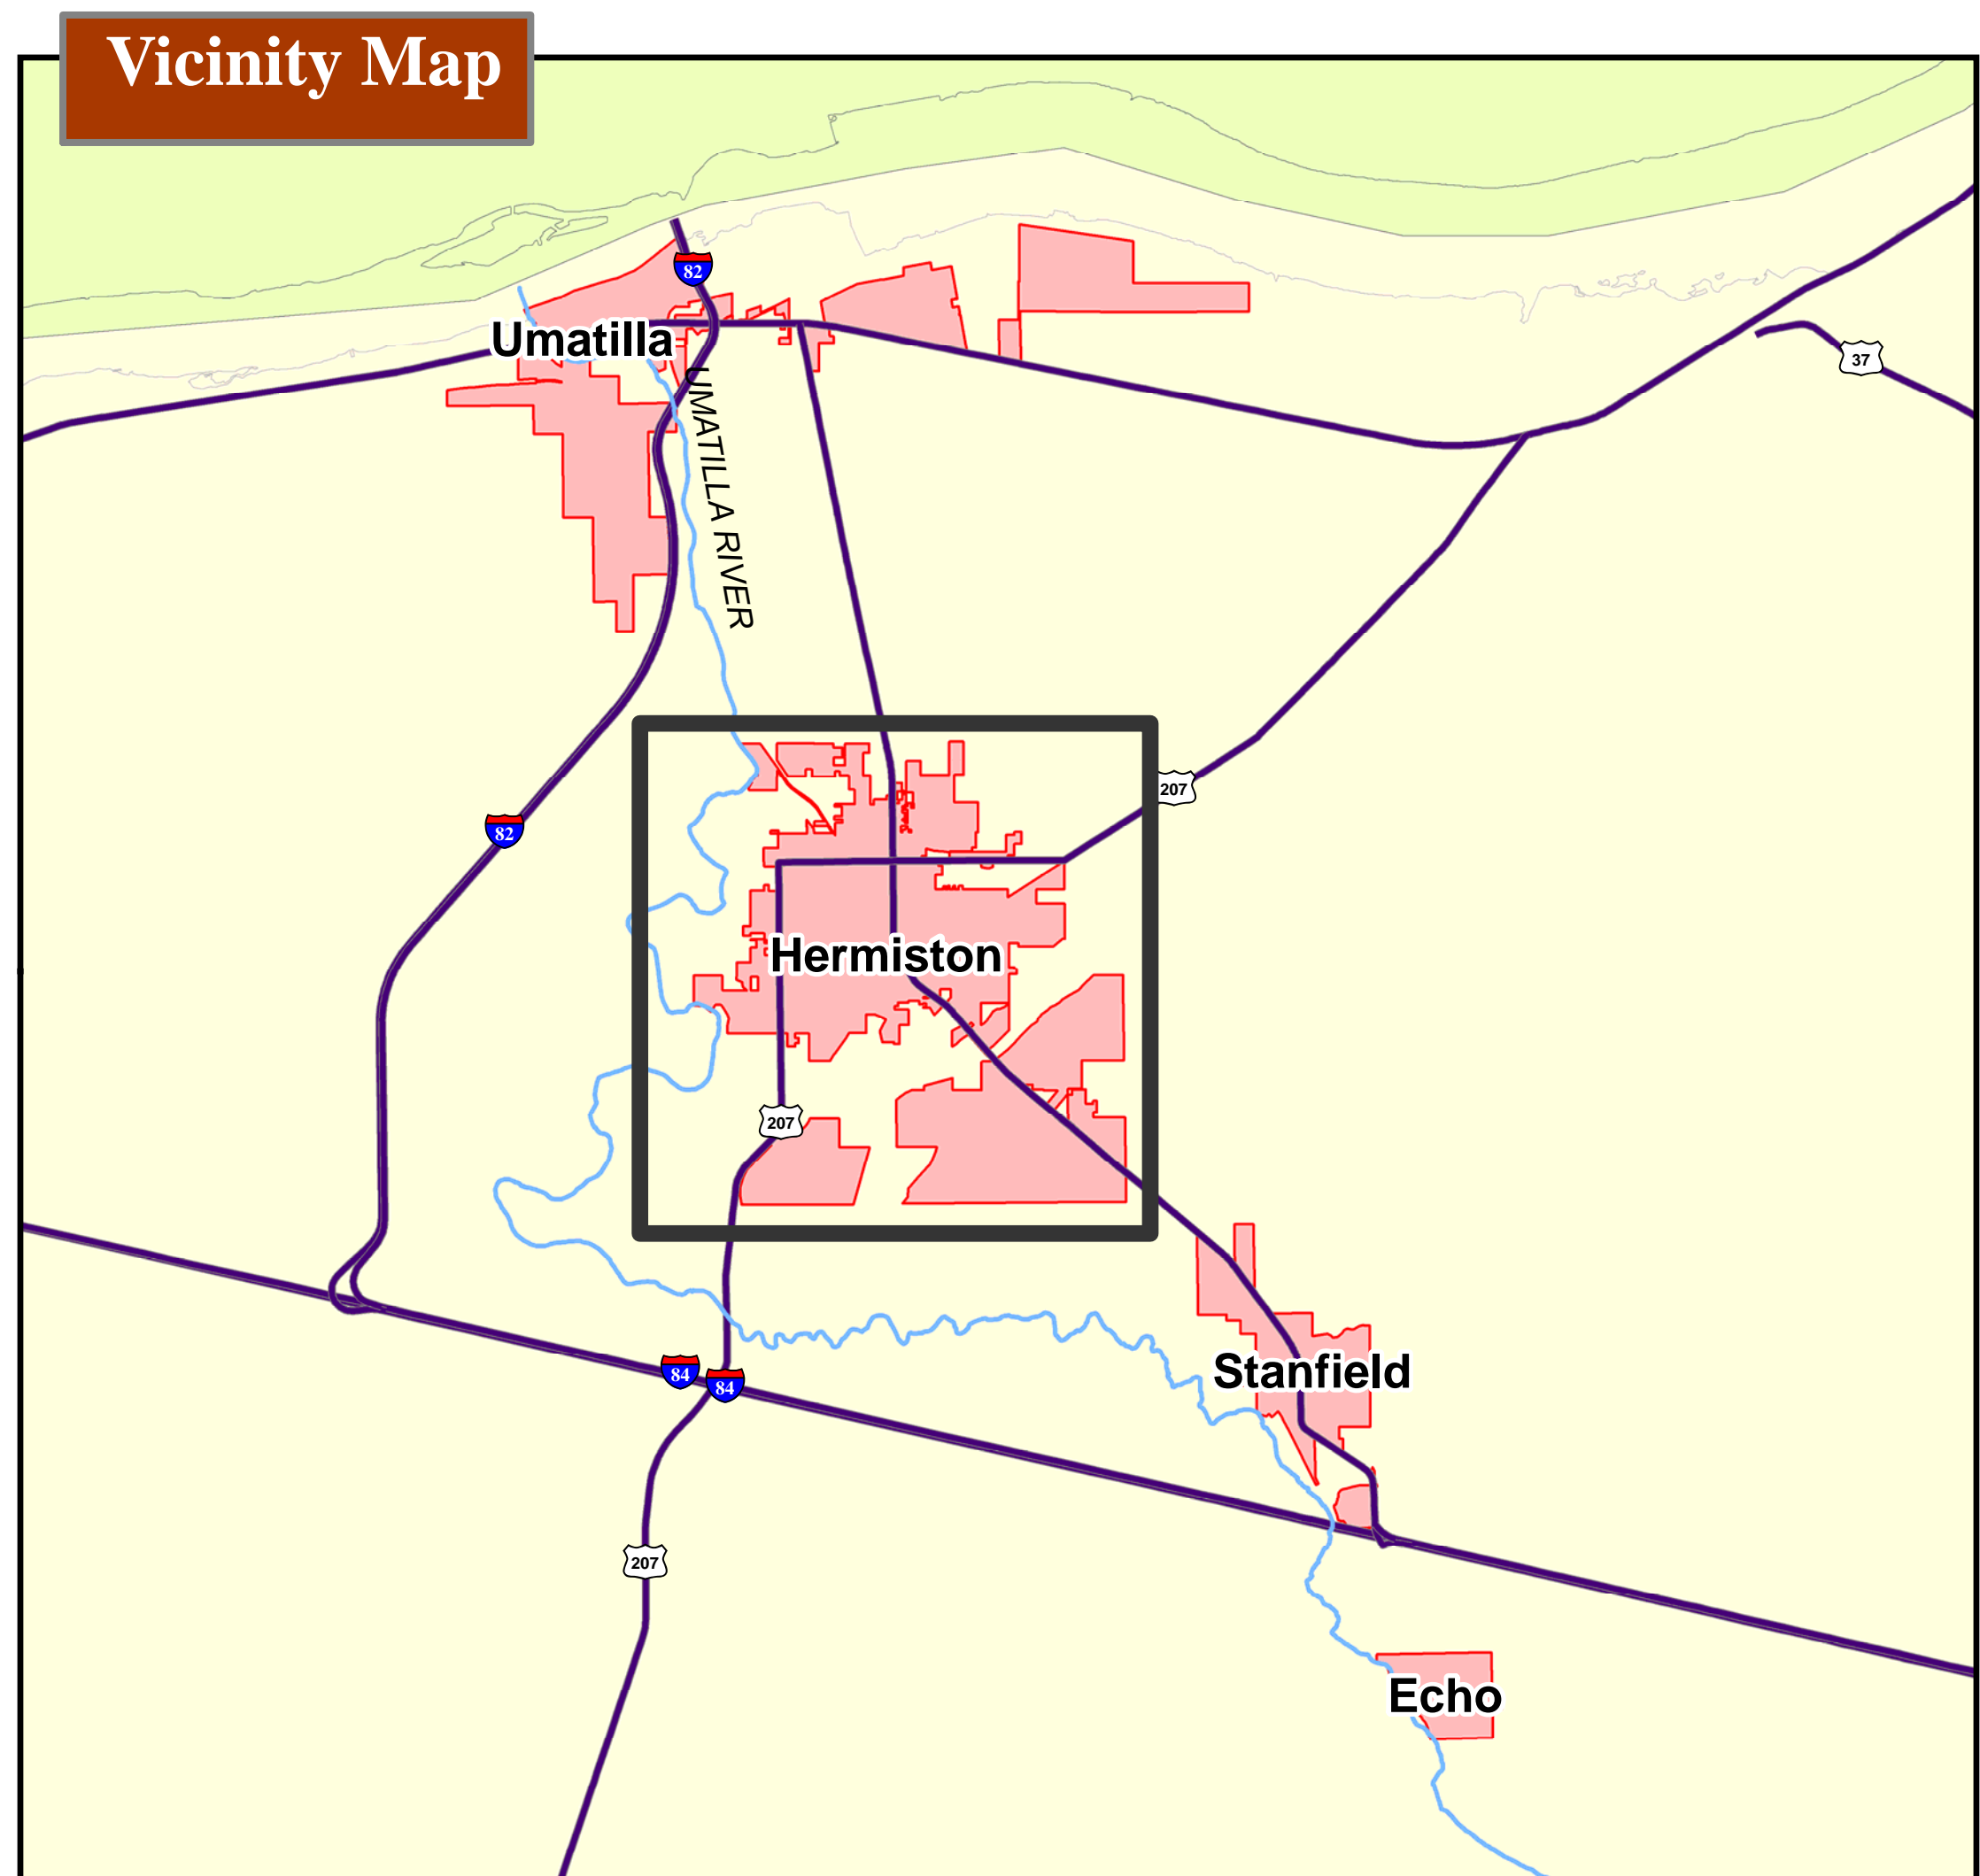 Vicinity Map
82
Umatilla
37
UMATILLA RIVER
207
82
Hermiston
207
84
84
Stanfield
207
Echo